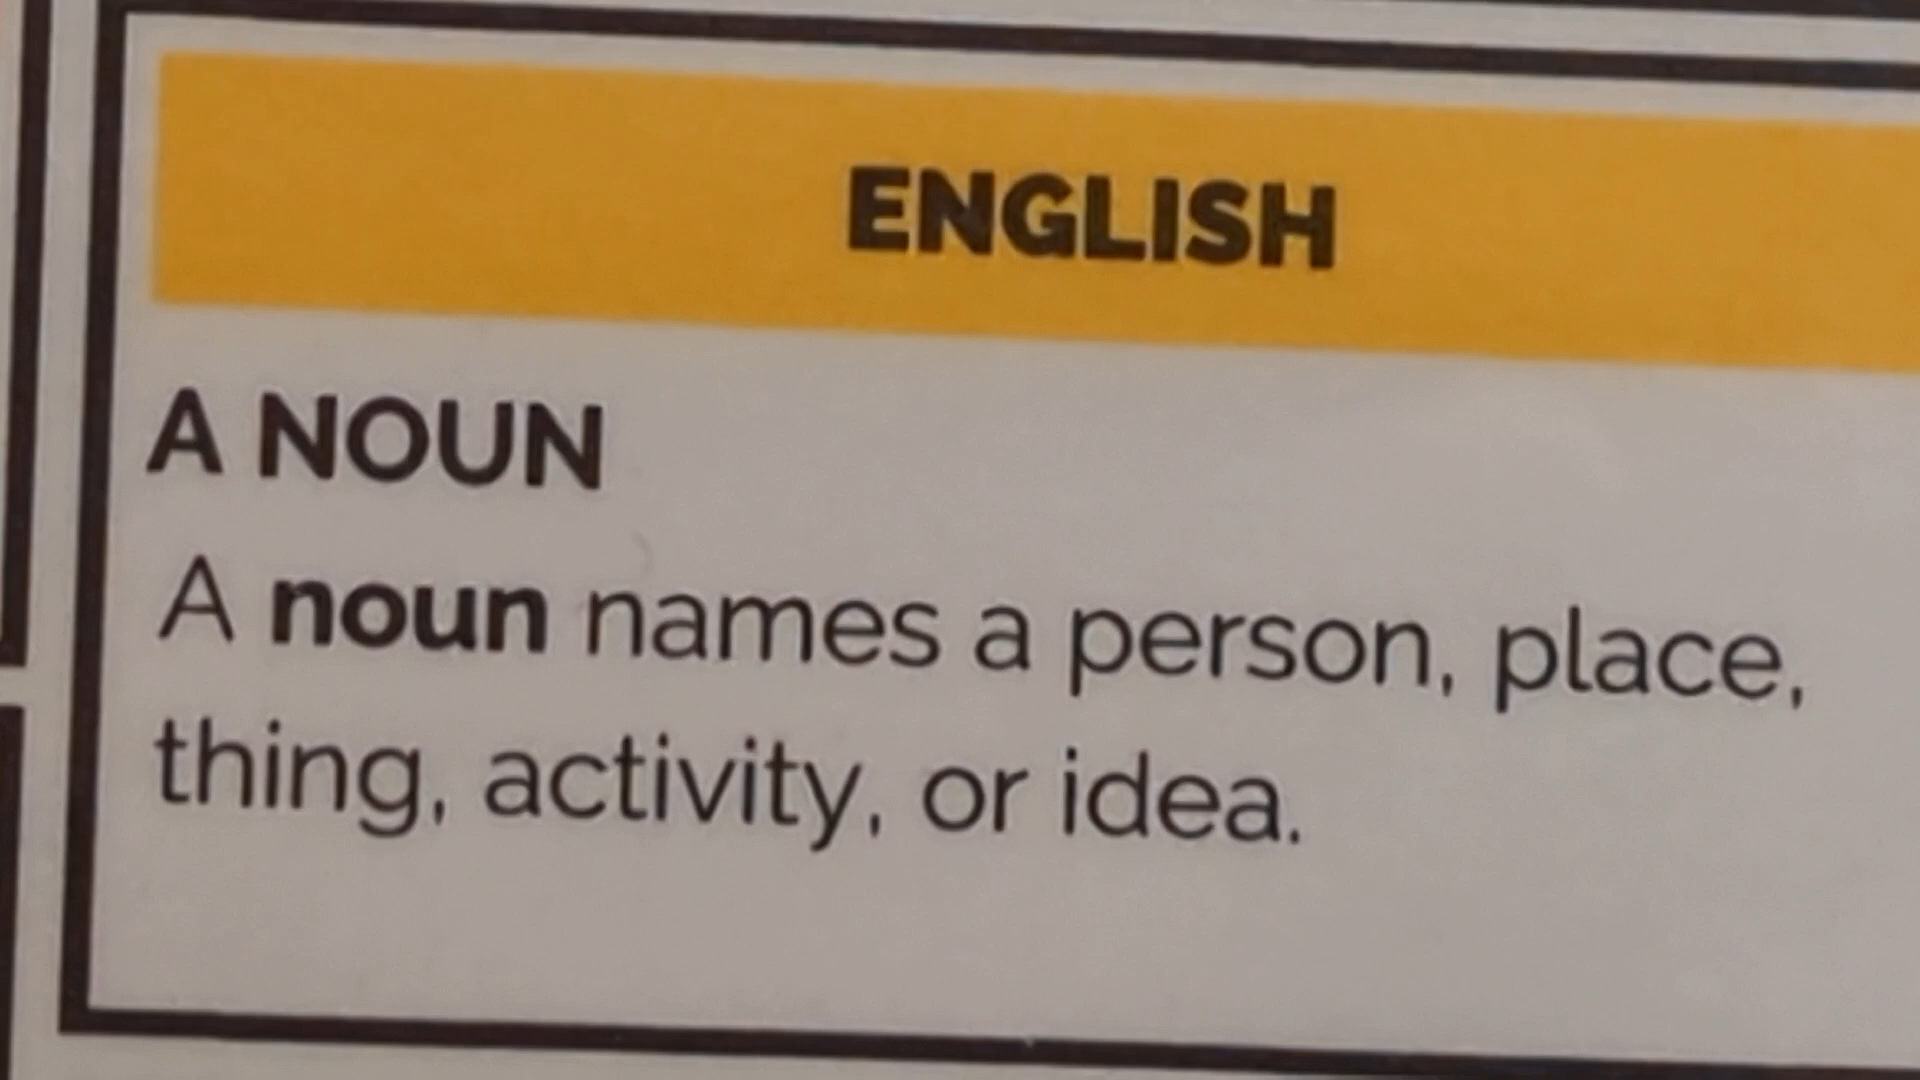 ENGLISH
A NOUN
A noun names a person, place,
thing, activity, or idea.